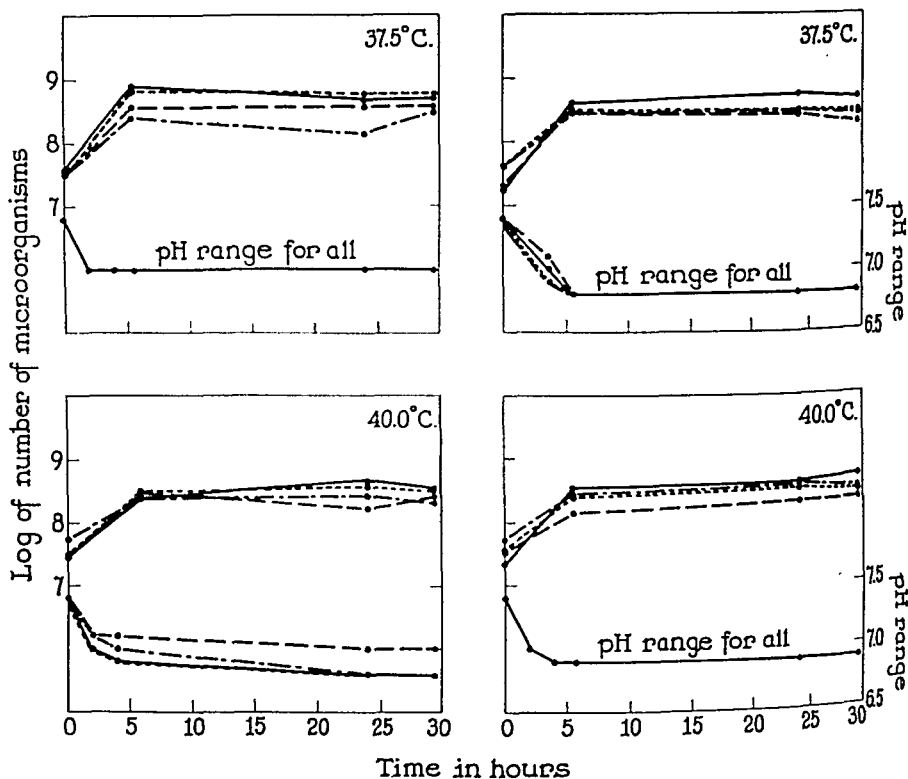 37.5°C.
37.5°C.
9
8
7
pH range for all
pH range for all
7.5
7.0
6.5
pH range
Log of number of microorganisms
40.0°C.
40.0°C.
9
8
7
pH range for all
7.5
7.0
6.5
pH range
0 5 10 15 20 25 30
0 5 10 15 20 25 30
Time in hours